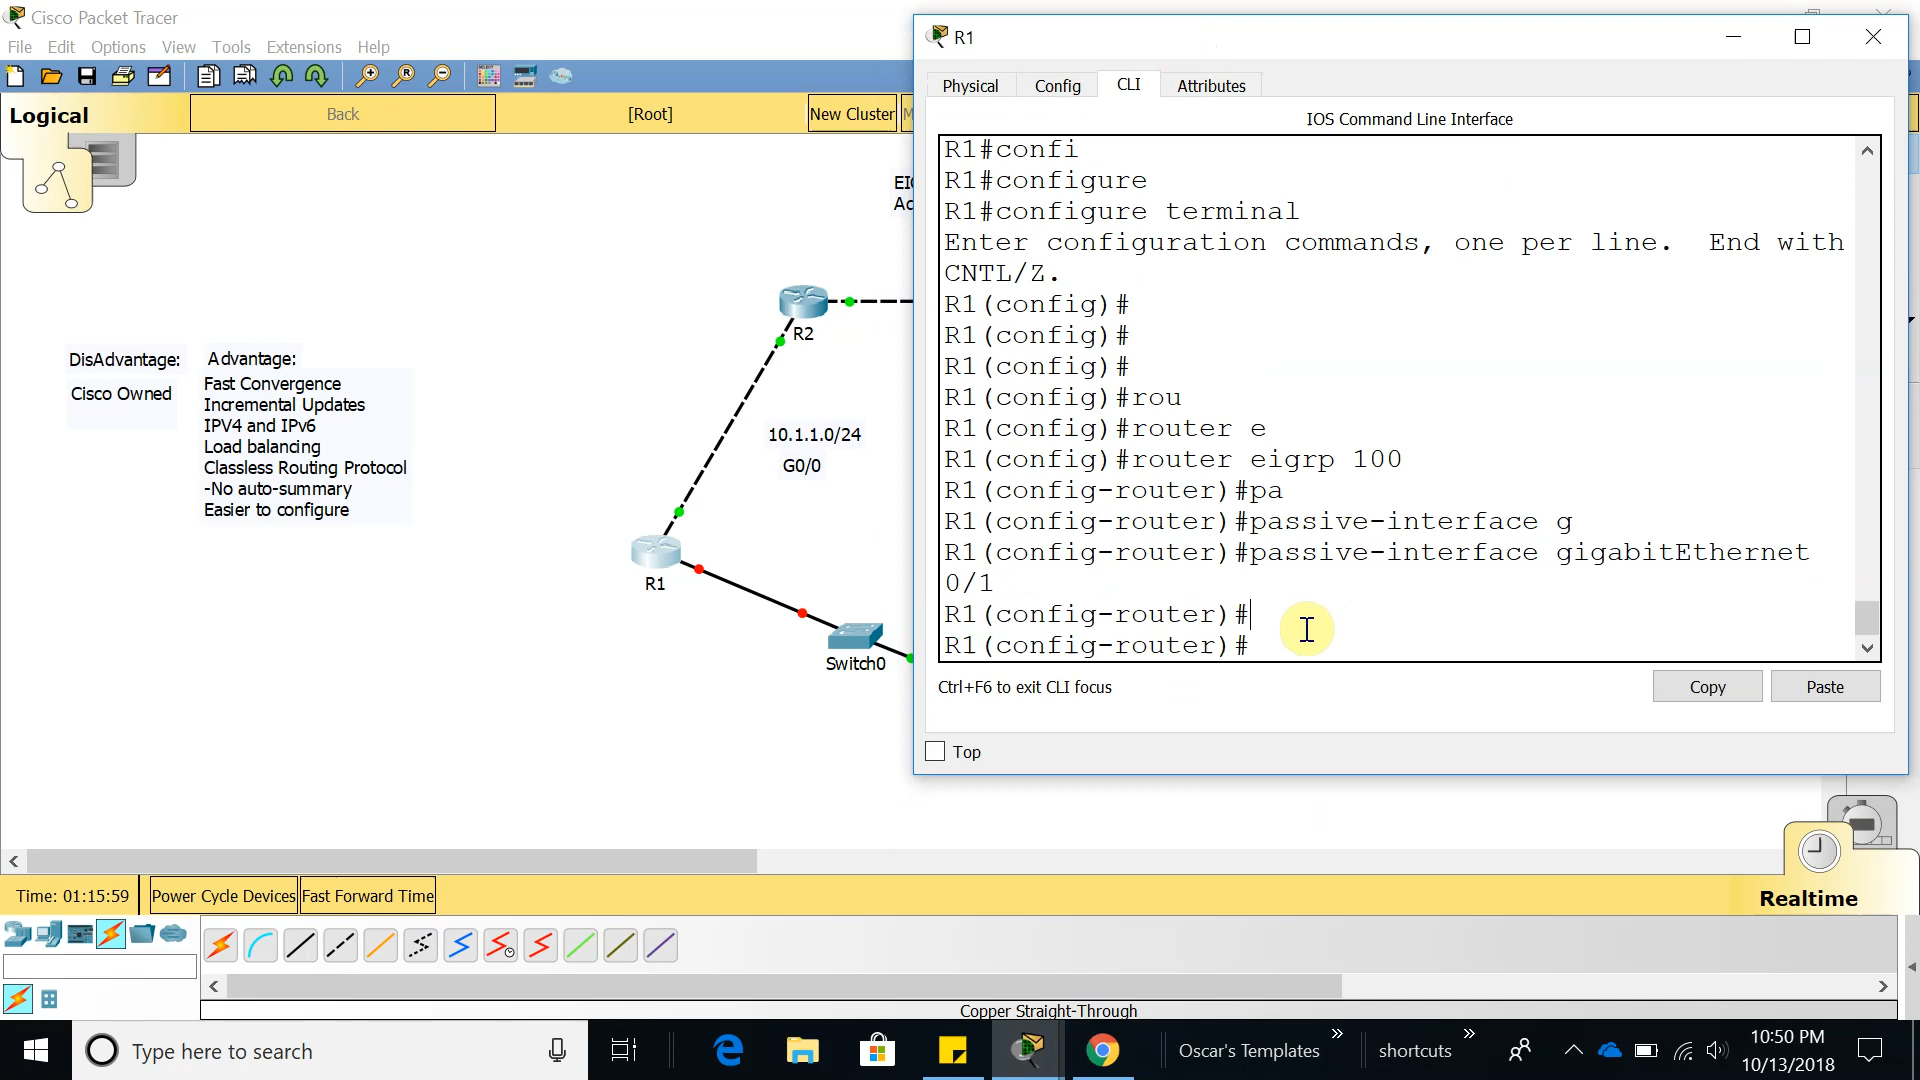 Cisco Packet Tracer
File Edit Options View Tools Extensions Help
Logical
Back
[Root]
New Cluster
DisAdvantage:
Cisco Owned
Advantage:
Fast Convergence
Incremental Updates
IPV4 and IPv6
Load balancing
Classless Routing Protocol
-No auto-summary
Easier to configure
R2
10.1.1.0/24
G0/0
R1
Switch0
R1
Physical Config CLI Attributes
IOS Command Line Interface
R1#confi
R1#configure
R1#configure terminal
Enter configuration commands, one per line.  End with
CNTL/Z.
R1(config)#
R1(config)#
R1(config)#
R1(config)#rou
R1(config)#router e
R1(config)#router eigrp 100
R1(config-router)#pa
R1(config-router)#passive-interface g
R1(config-router)#passive-interface gigabitEthernet
0/1
R1(config-router)#
R1(config-router)#
Ctrl+F6 to exit CLI focus
Copy Paste
Top
Time: 01:15:59 Power Cycle Devices Fast Forward Time
Realtime
Copper Straight-Through
Type here to search
Oscar's Templates
shortcuts
10:50 PM
10/13/2018